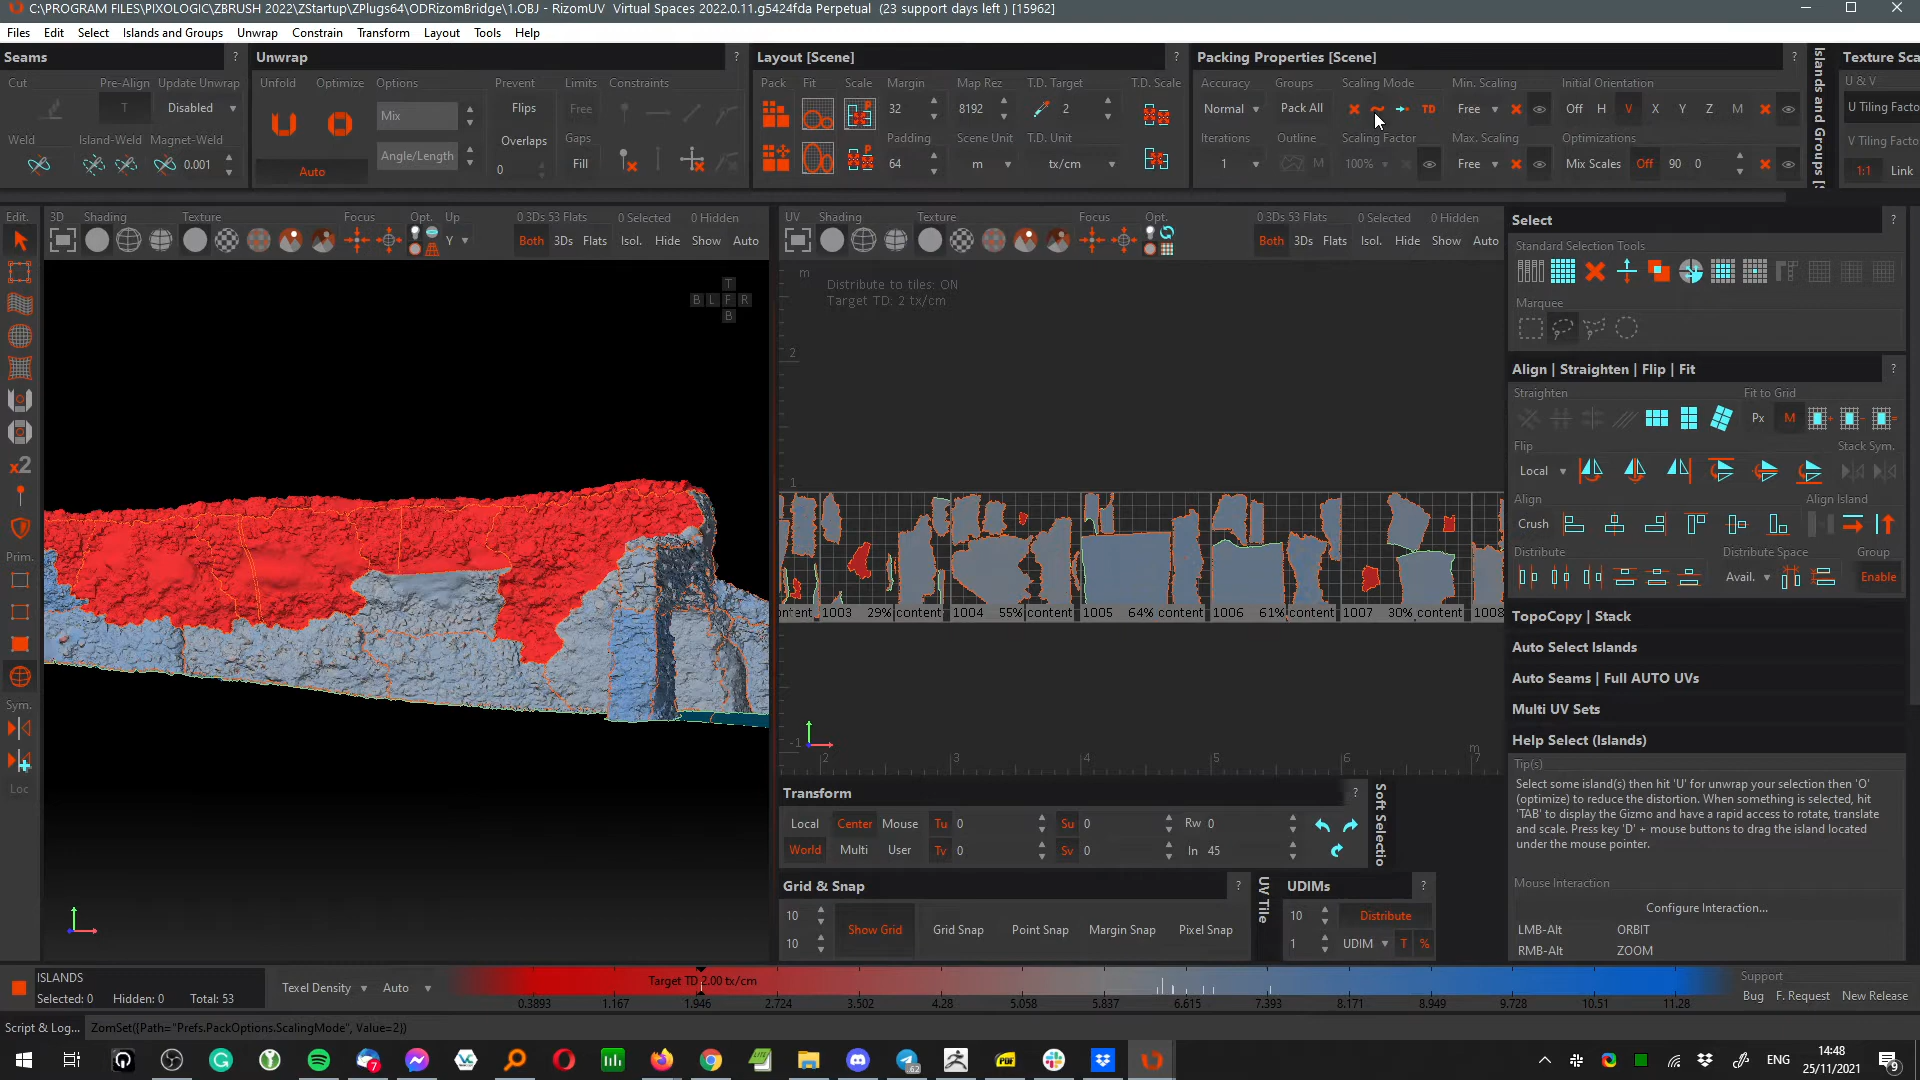 C:\PROGRAM FILES\PIXOLOGIC\ZBRUSH 2022\ZStartup\ZPlugs64\ODRizomBridge\1.OBJ - RizomUV  Virtual Spaces 2022.0.11.g5424fda Perpetual  (23 support days left ) [15962]
Files Edit Select Islands and Groups Unwrap Constrain Transform Layout Tools Help
Seams ? Unwrap ? Layout [Scene] ? Packing Properties [Scene] ? Islands and Groups [S Texture Sca
Cut Pre-Align Update Unwrap Unfold Optimize Options Prevent Limits Constraints Pack Fit Scale Margin Map Rez T.D. Target T.D. Scale Accuracy Groups Scaling Mode Min. Scaling Initial Orientation U & V
T Disabled Mix Flips Free 32 8192 2 Normal Pack All TD Free Off H V X Y Z M U Tiling Facto
Weld Island-Weld Magnet-Weld Overlaps Gaps Padding Scene Unit T.D. Unit Iterations Outline Scaling Factor Max. Scaling Optimizations V Tiling Factor
0.001 Auto Angle/Length 0 Fill 64 m tx/cm 1 M 100% Free Mix Scales Off 90 0 1:1 Link
Edit. 3D Shading Texture Focus Opt. Up 0 3Ds 53 Flats 0 Selected 0 Hidden
Y Both 3Ds Flats Isol. Hide Show Auto
UV Shading Texture Focus Opt. 0 3Ds 53 Flats 0 Selected 0 Hidden
Both 3Ds Flats Isol. Hide Show Auto
T
B L F R
B
m
Distribute to tiles: ON
Target TD: 2 tx/cm
2
1
ntent 1003 29% content 1004 55% content 1005 64% content 1006 61% content 1007 30% content 1008
-1
2 3 4 5 6 7
m
x2
Prim.
Sym.
Loc
Select ?
Standard Selection Tools
Marquee
Align | Straighten | Flip | Fit ?
Straighten Fit to Grid
Px M
Flip Stack Sym.
Local
Align Align Island
Crush
Distribute Distribute Space Group
Avail. Enable
TopoCopy | Stack
Auto Select Islands
Auto Seams | Full AUTO UVs
Multi UV Sets
Help Select (Islands)
Tip(s)
Select some island(s) then hit 'U' for unwrap your selection then 'O'
(optimize) to reduce the distortion. When something is selected, hit
'TAB' to display the Gizmo and have a rapid access to rotate, translate
and scale. Press key 'D' + mouse buttons to drag the island located
under the mouse pointer.
Mouse Interaction
Configure Interaction...
LMB-Alt ORBIT
RMB-Alt ZOOM
Transform ? Soft Selectio
Local Center Mouse Tu 0 Su 0 Rw 0
World Multi User Tv 0 Sv 0 In 45
Grid & Snap ? UV Tile UDIMs ?
10 Show Grid Grid Snap Point Snap Margin Snap Pixel Snap 10 Distribute
10 1 UDIM T %
ISLANDS
Selected: 0 Hidden: 0 Total: 53
Texel Density Auto
Target TD 2.00 tx/cm
0.3893 1.167 1.946 2.724 3.502 4.28 5.058 5.837 6.615 7.393 8.171 8.949 9.728 10.51 11.28
Support
Bug F. Request New Release
Script & Log... ZomSet({Path="Prefs.PackOptions.ScalingMode", Value=2})
7 62 PDF ENG 14:48
25/11/2021 9